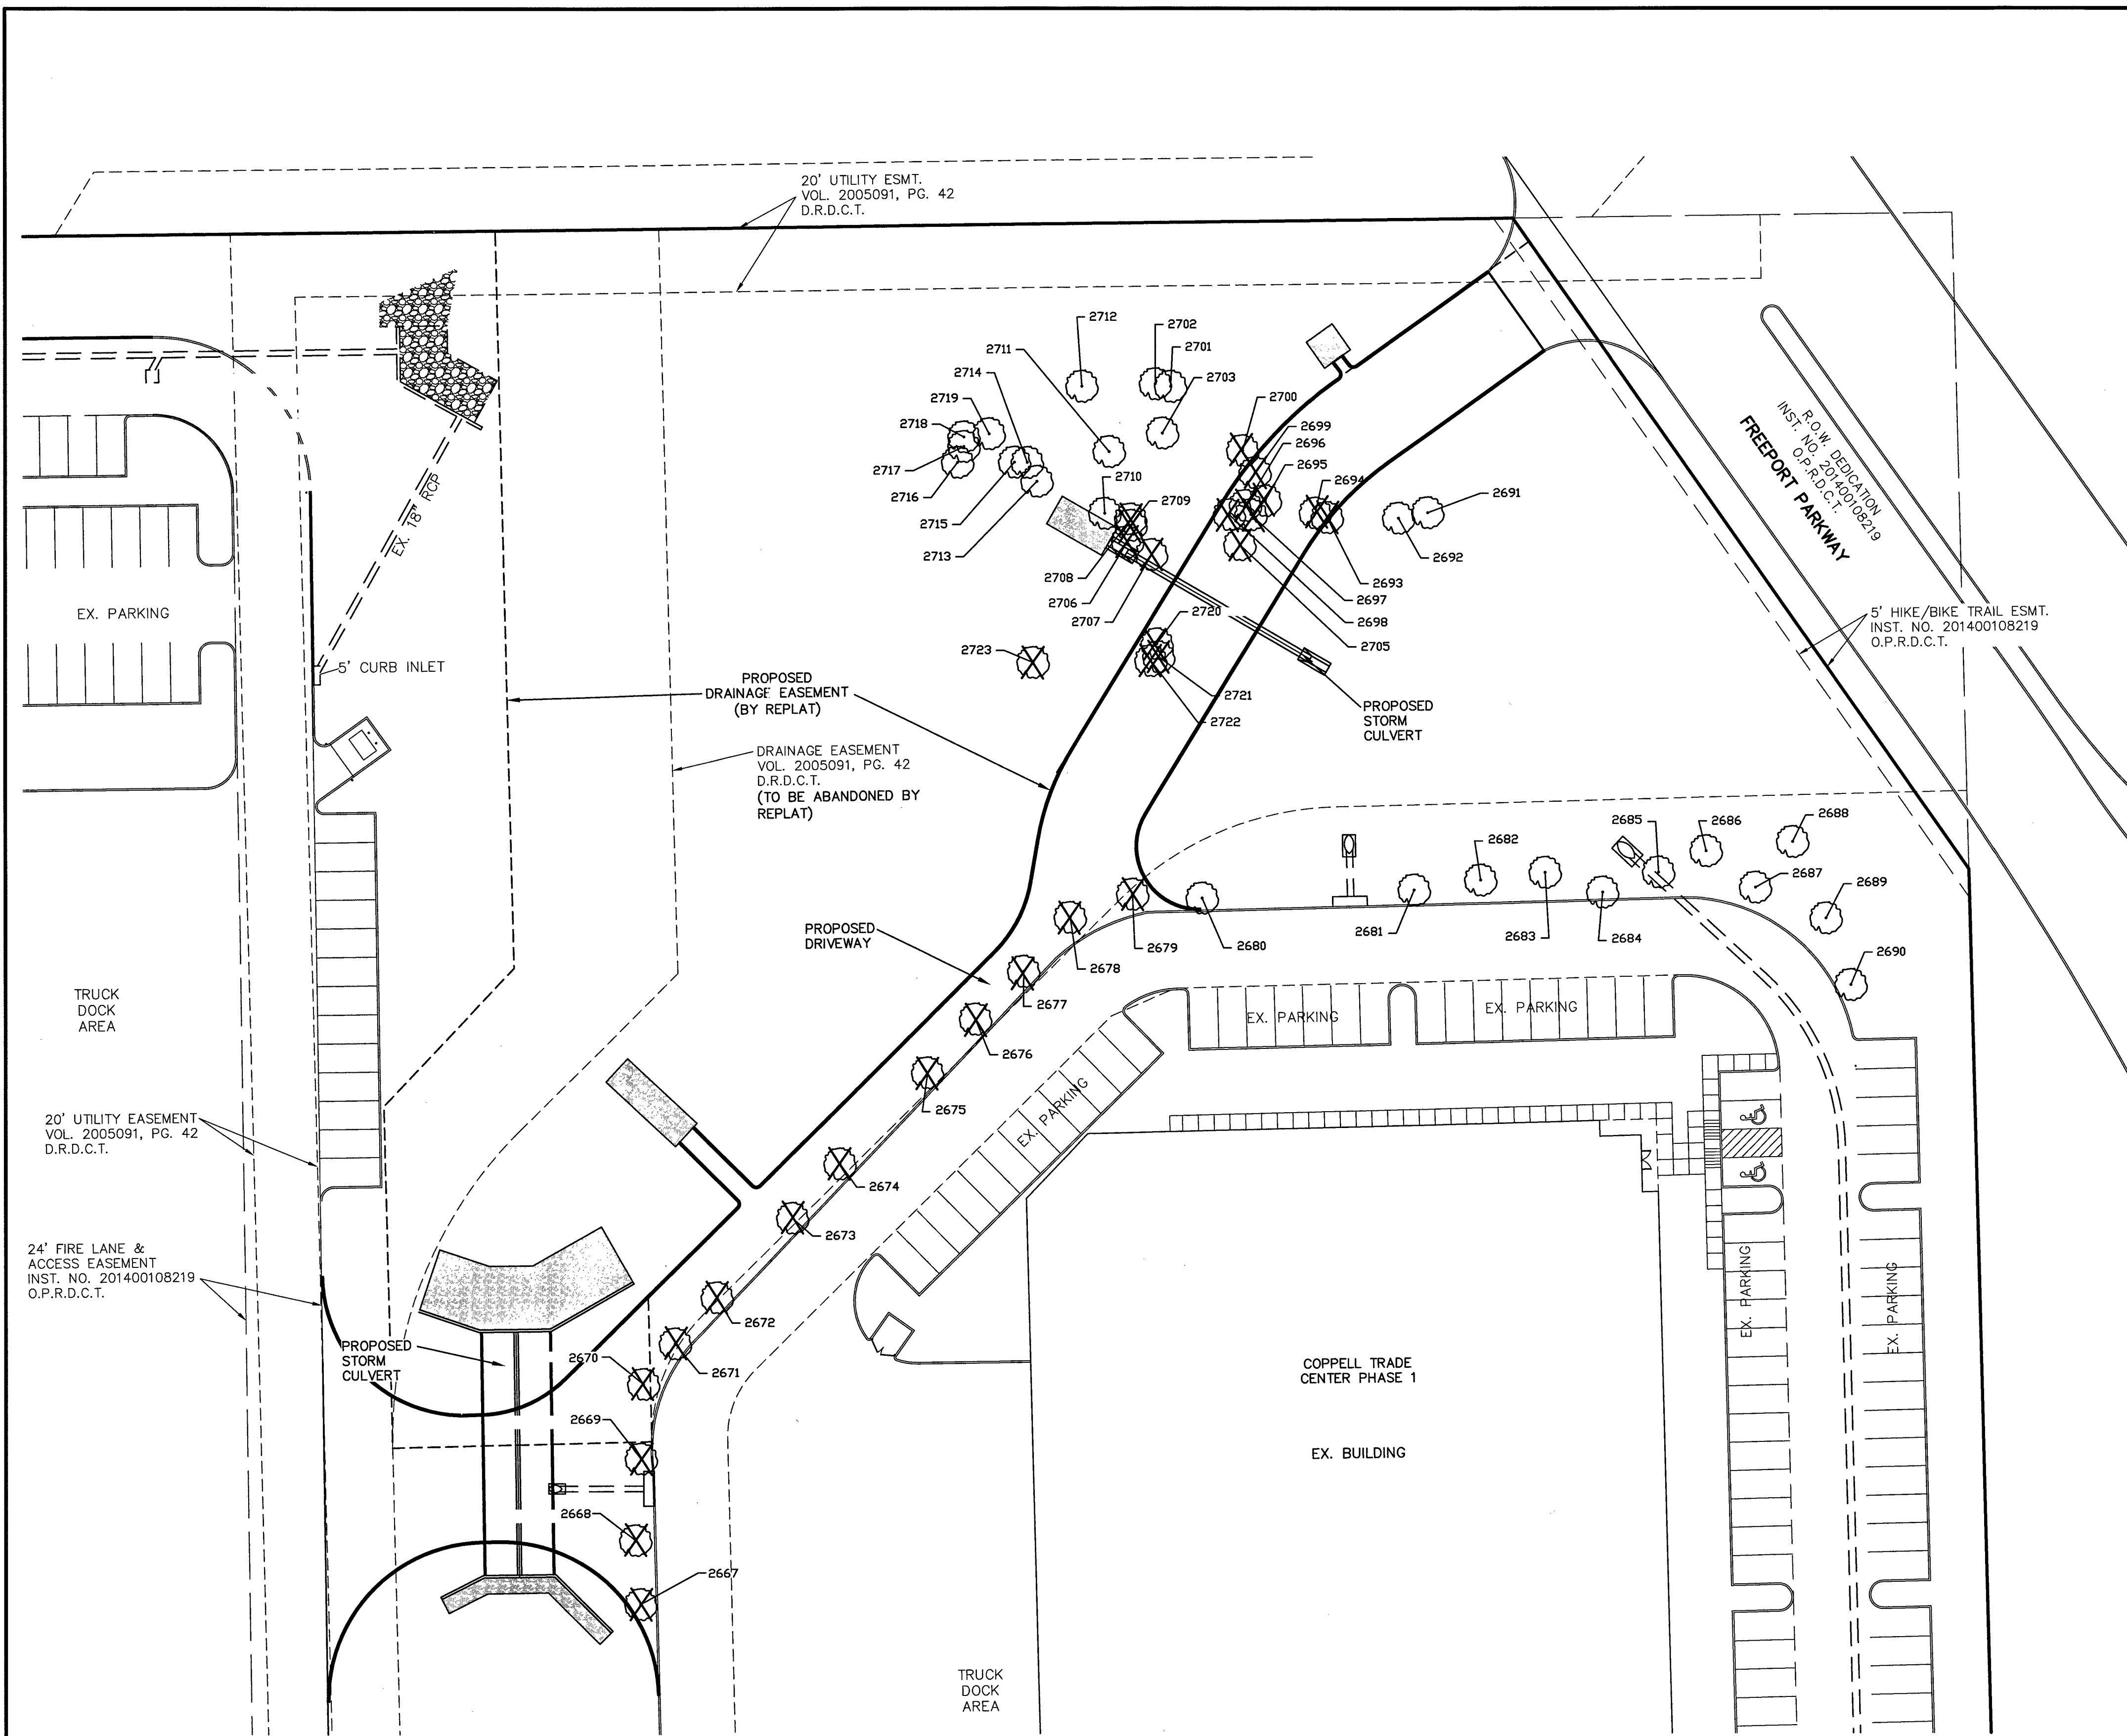 20' UTILITY ESMT.
VOL. 2005091, PG. 42
D.R.D.C.T.
2712
2702
2701
2711
2703
2714
2719
2700
2718
2699
2696
2717
2695
2710
2694
2716
2709
2691
2715
2713
2692
2708
2693
2706
2697
2707
2720
2698
2705
2723
2721
2722
R.O.W. DEDICATION
INST. NO. 201400108219
O.P.R.D.C.T.
FREEPORT PARKWAY
5' HIKE/BIKE TRAIL ESMT.
INST. NO. 201400108219
O.P.R.D.C.T.
EX. 18" RCP
EX. PARKING
5' CURB INLET
PROPOSED
DRAINAGE EASEMENT
(BY REPLAT)
PROPOSED
STORM
CULVERT
DRAINAGE EASEMENT
VOL. 2005091, PG. 42
D.R.D.C.T.
(TO BE ABANDONED BY
REPLAT)
2685
2686
2688
2682
2687
2689
2681
2683
2684
2680
2679
2690
2678
PROPOSED
DRIVEWAY
2677
2676
2675
TRUCK
DOCK
AREA
EX. PARKING
EX. PARKING
EX. PARKING
20' UTILITY EASEMENT
VOL. 2005091, PG. 42
D.R.D.C.T.
2674
2673
24' FIRE LANE &
ACCESS EASEMENT
INST. NO. 201400108219
O.P.R.D.C.T.
EX. PARKING
EX. PARKING
2672
PROPOSED
STORM
CULVERT
2670
2671
COPPELL TRADE
CENTER PHASE 1
2669
EX. BUILDING
2668
2667
TRUCK
DOCK
AREA